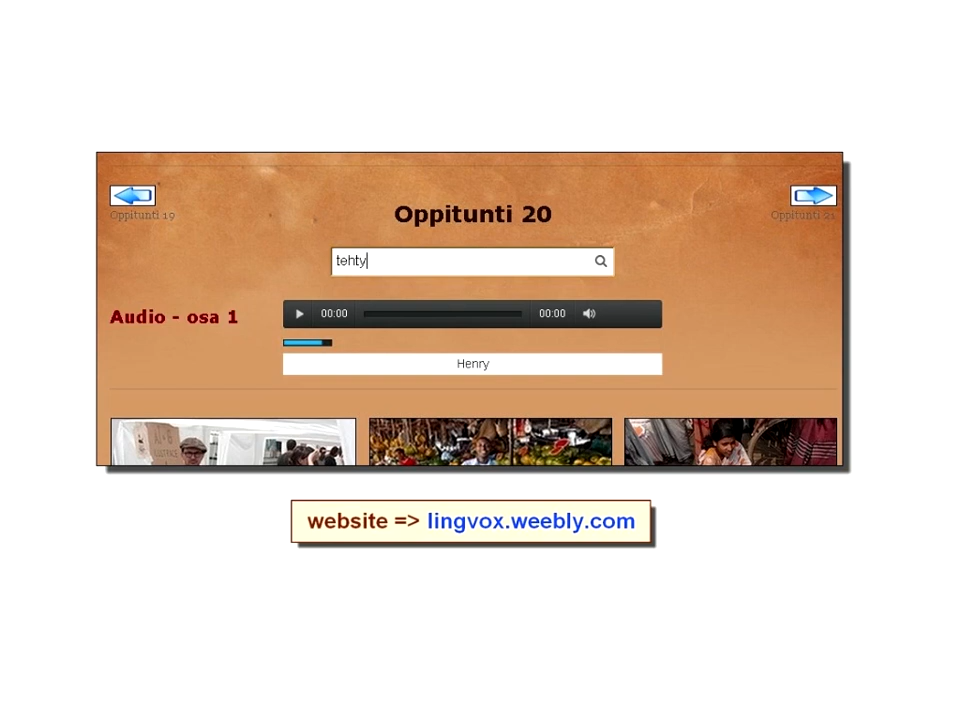 Oppitunti 19
Oppitunti 21
Oppitunti 20
tehty
Audio - osa 1
00:00
00:00
Henry
website => lingvox.weebly.com